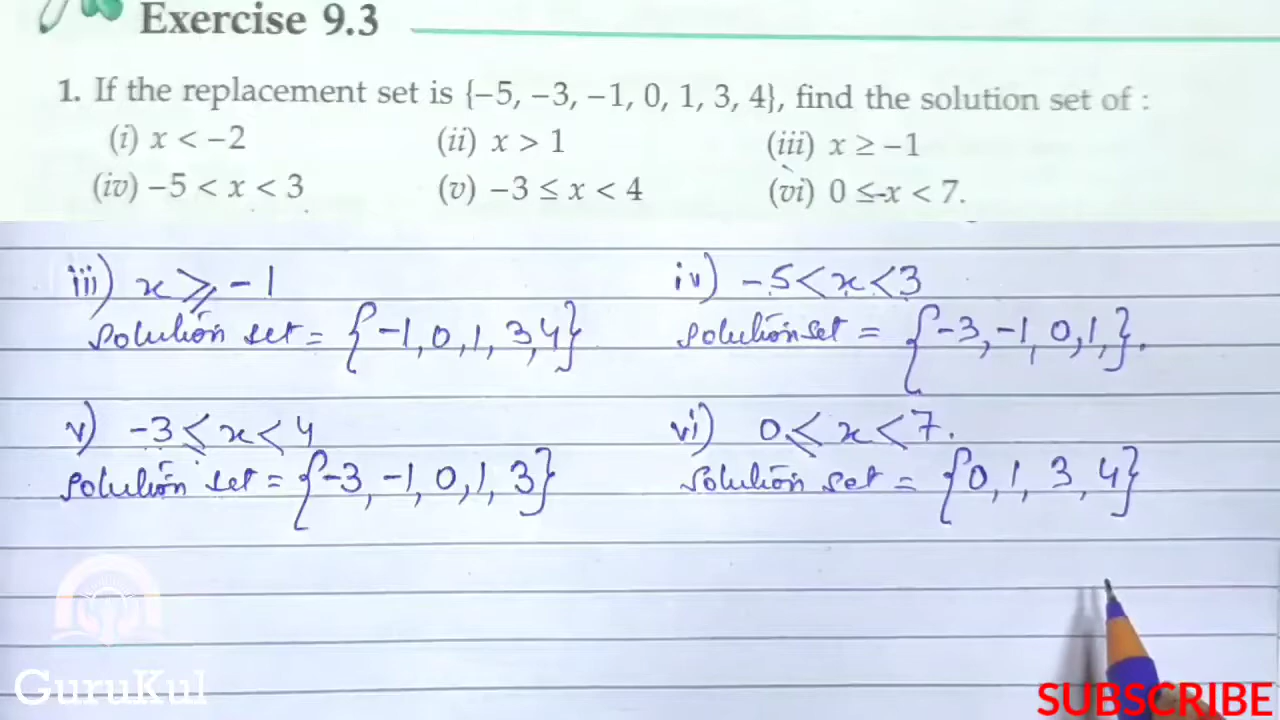 Exercise 9.3
1. If the replacement set is {−5, −3, −1, 0, 1, 3, 4}, find the solution set of :
(i) x < −2 (ii) x > 1 (iii) x ≥ −1
(iv) −5 < x < 3 (v) −3 ≤ x < 4 (vi) 0 ≤ x < 7.
iii) x ≥ −1 iv) −5 < x < 3
Solution set = {−1, 0, 1, 3, 4} Solution set = {−3, −1, 0, 1, }.
v) −3 ≤ x < 4 vi) 0 ≤ x < 7.
Solution set = {−3, −1, 0, 1, 3} Solution set = {0, 1, 3, 4}
GuruKul
SUBSCRIBE